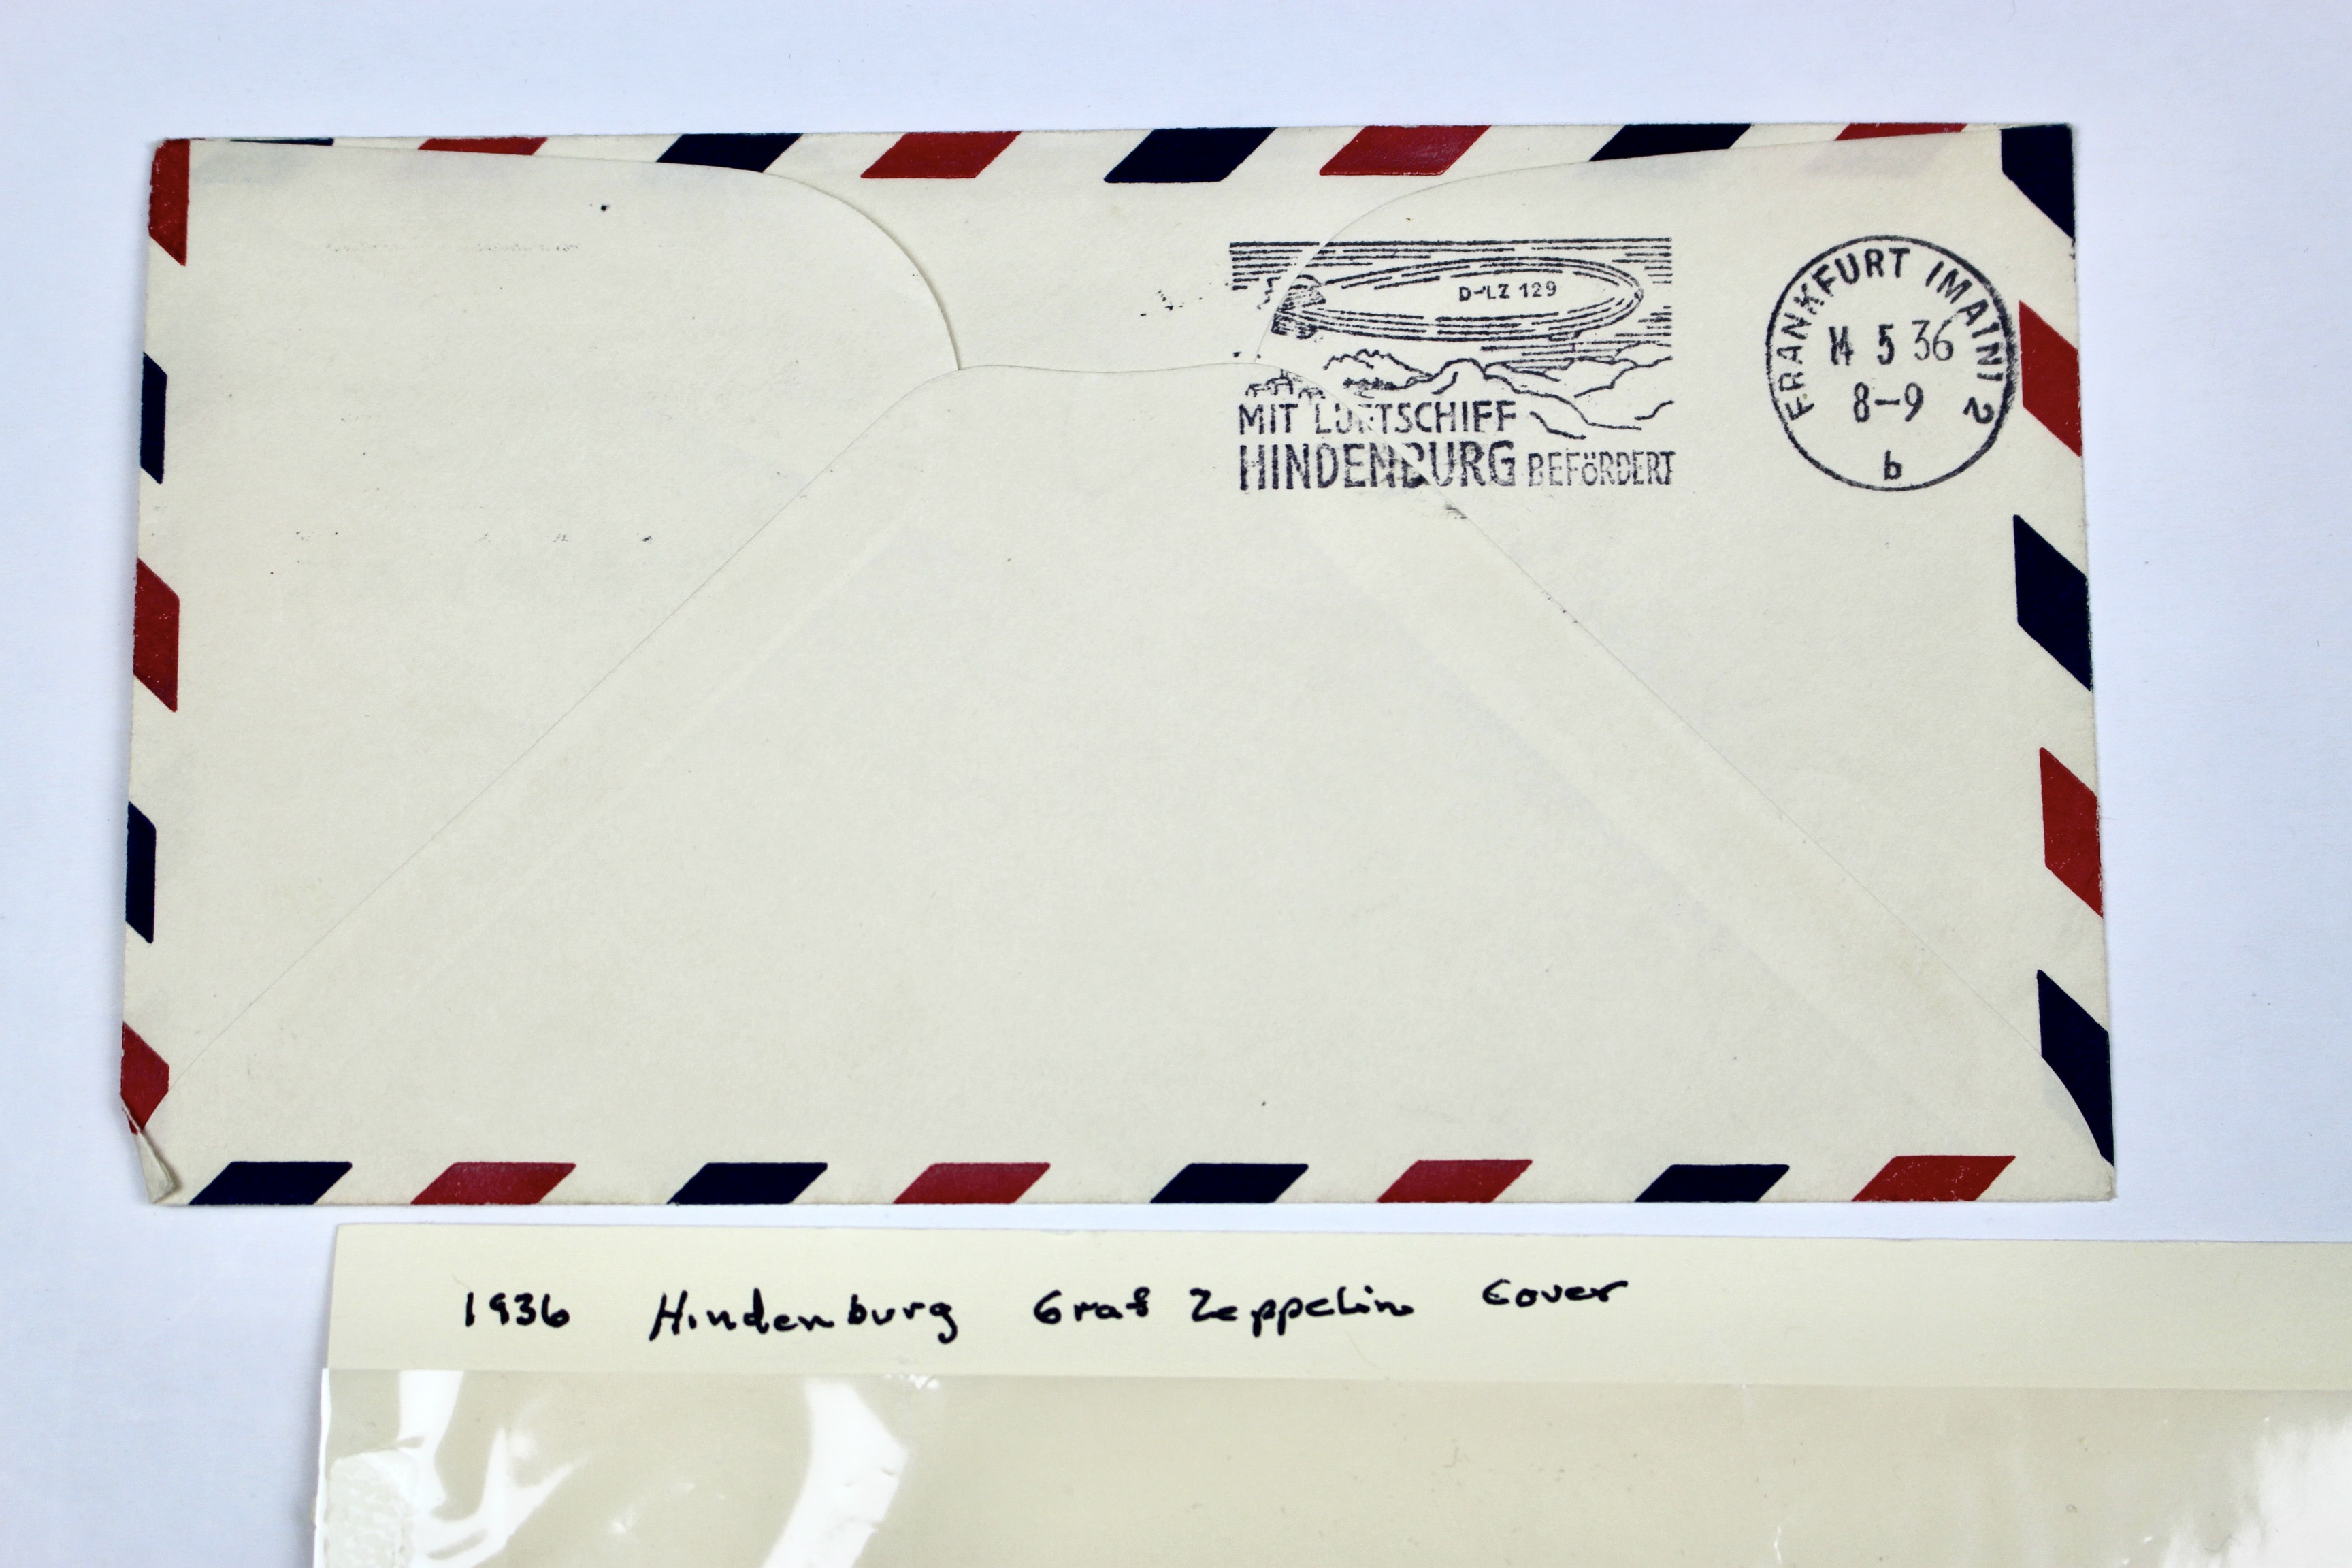 D-LZ 129
MIT LUFTSCHIFF
HINDENBURG BEFÖRDERT
FRANKFURT (MAIN) 2
14 5 36
8-9
b
1936 Hindenburg Graf Zeppelin Cover